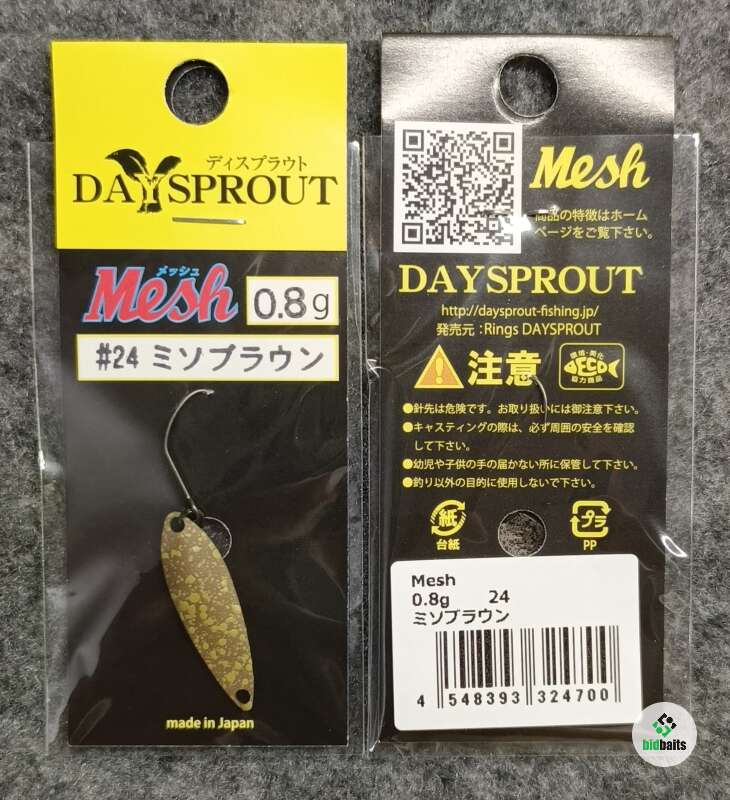 ディスプラウト
DAYSPROUT
メッシュ
Mesh
0.8g
#24 ミソブラウン
made in Japan
Mesh
商品の特徴はホーム
ページをご覧下さい。
DAYSPROUT
http://daysprout-fishing.jp/
発売元：Rings DAYSPROUT
注意
環境・美化
ECO
協力商品
●針先は危険です。お取り扱いには御注意下さい。
●キャスティングの際は、必ず周囲の安全を確認
して下さい。
●幼児や子供の手の届かない所に保管して下さい。
●釣り以外の目的に使用しないで下さい。
紙
台紙
プラ
PP
Mesh
0.8g 24
ミソブラウン
4 548393 324700
bidbaits